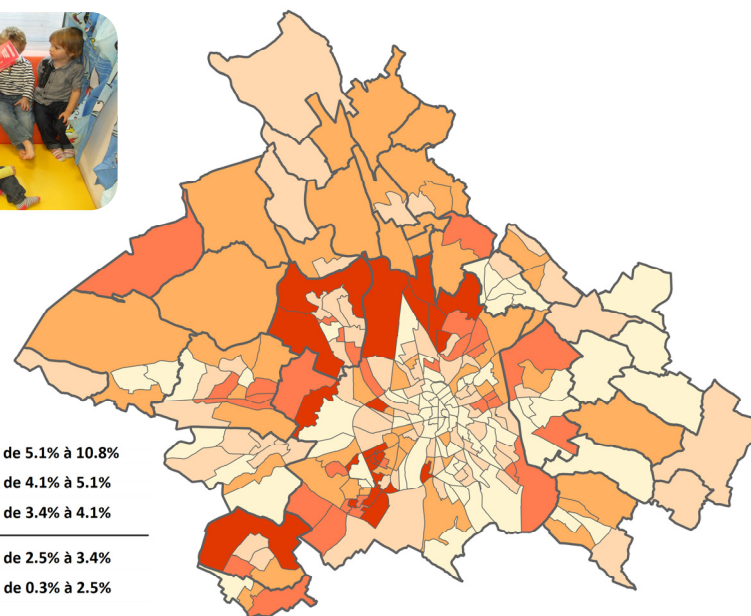 de 5.1% à 10.8%
de 4.1% à 5.1%
de 3.4% à 4.1%
de 2.5% à 3.4%
de 0.3% à 2.5%